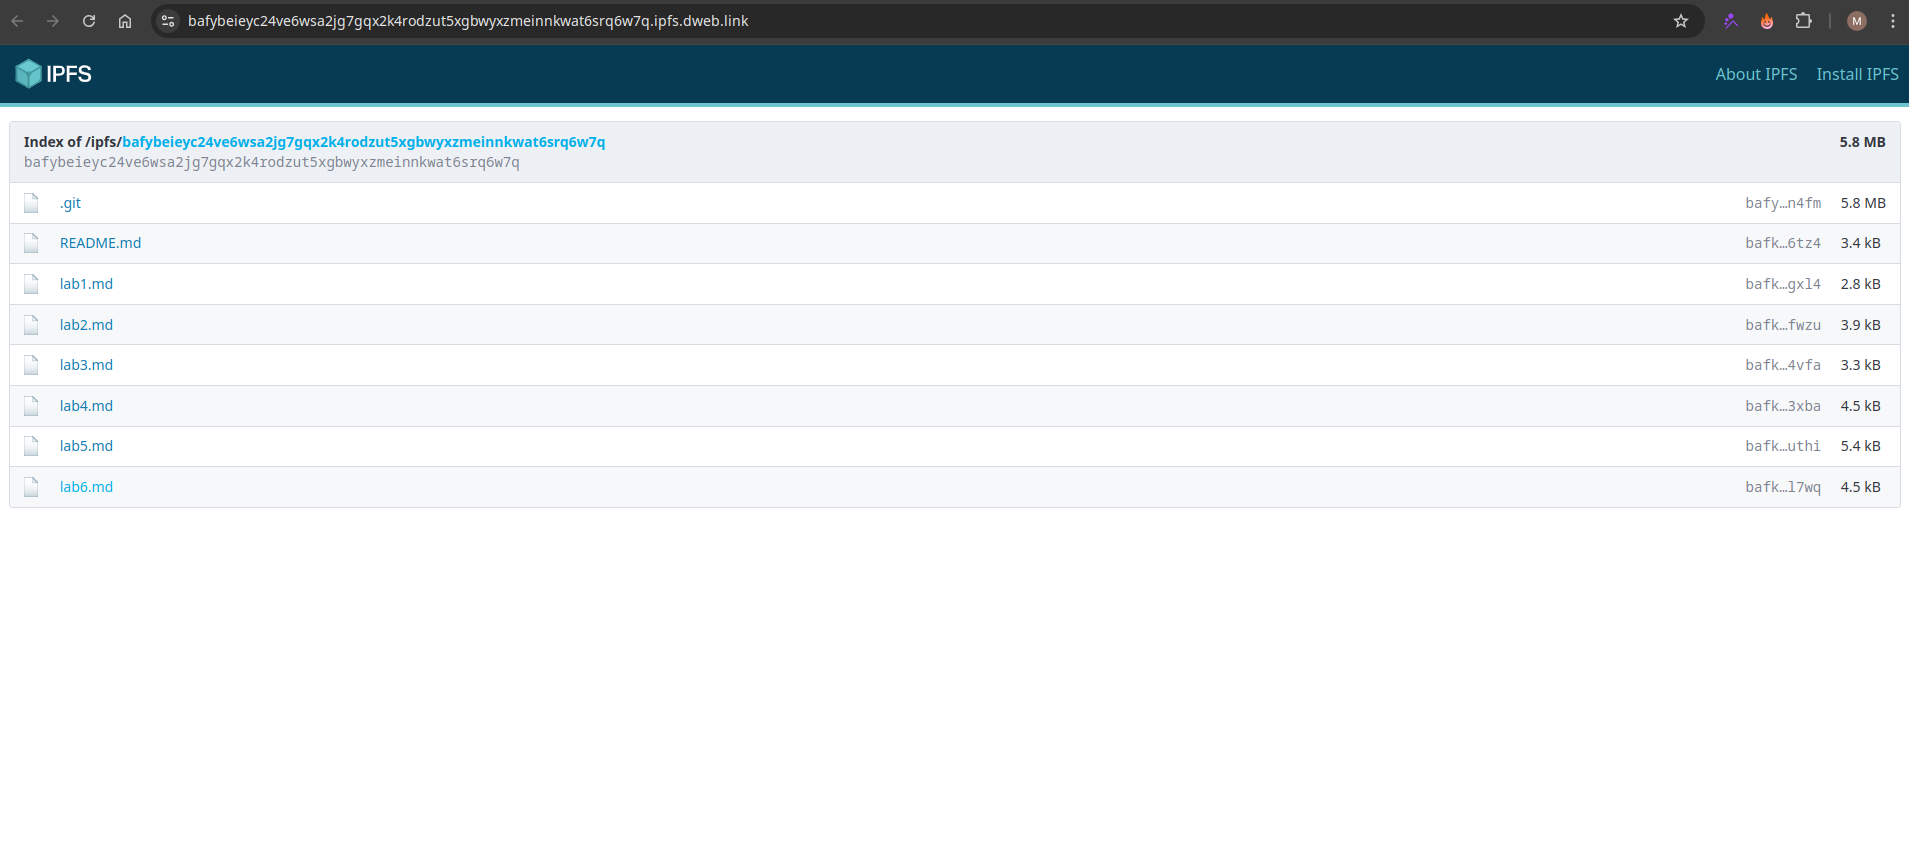 bafybeieyc24ve6wsa2jg7gqx2k4rodzut5xgbwyxzmeinnkwat6srq6w7q.ipfs.dweb.link
M
IPFS
About IPFS Install IPFS
Index of /ipfs/bafybeieyc24ve6wsa2jg7gqx2k4rodzut5xgbwyxzmeinnkwat6srq6w7q 5.8 MB
bafybeieyc24ve6wsa2jg7gqx2k4rodzut5xgbwyxzmeinnkwat6srq6w7q
.git bafy…n4fm 5.8 MB
README.md bafk…6tz4 3.4 kB
lab1.md bafk…gxl4 2.8 kB
lab2.md bafk…fwzu 3.9 kB
lab3.md bafk…4vfa 3.3 kB
lab4.md bafk…3xba 4.5 kB
lab5.md bafk…uthi 5.4 kB
lab6.md bafk…l7wq 4.5 kB